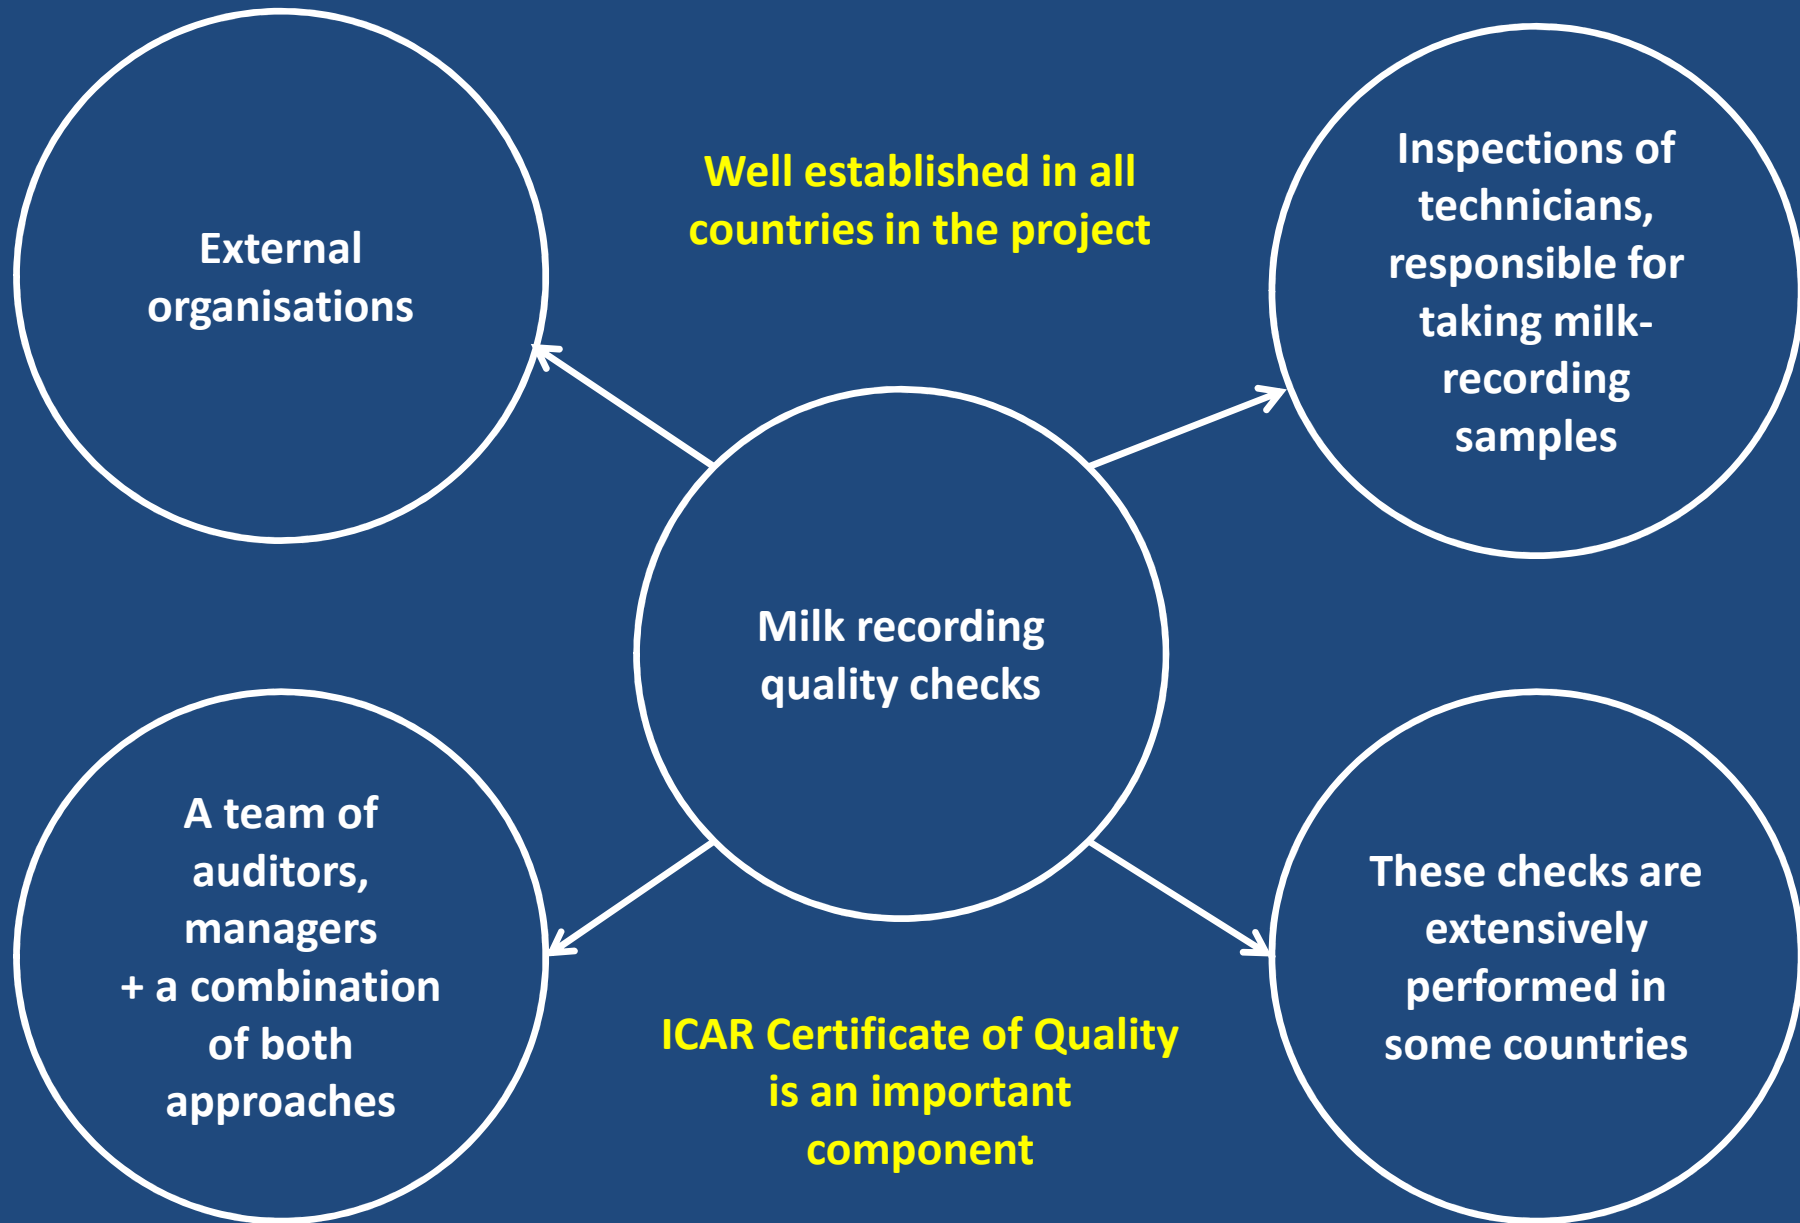 External
organisations
Well established in all
countries in the project
Inspections of
technicians,
responsible for
taking milk-
recording
samples
Milk recording
quality checks
A team of
auditors,
managers
+ a combination
of both
approaches
ICAR Certificate of Quality
is an important
component
These checks are
extensively
performed in
some countries